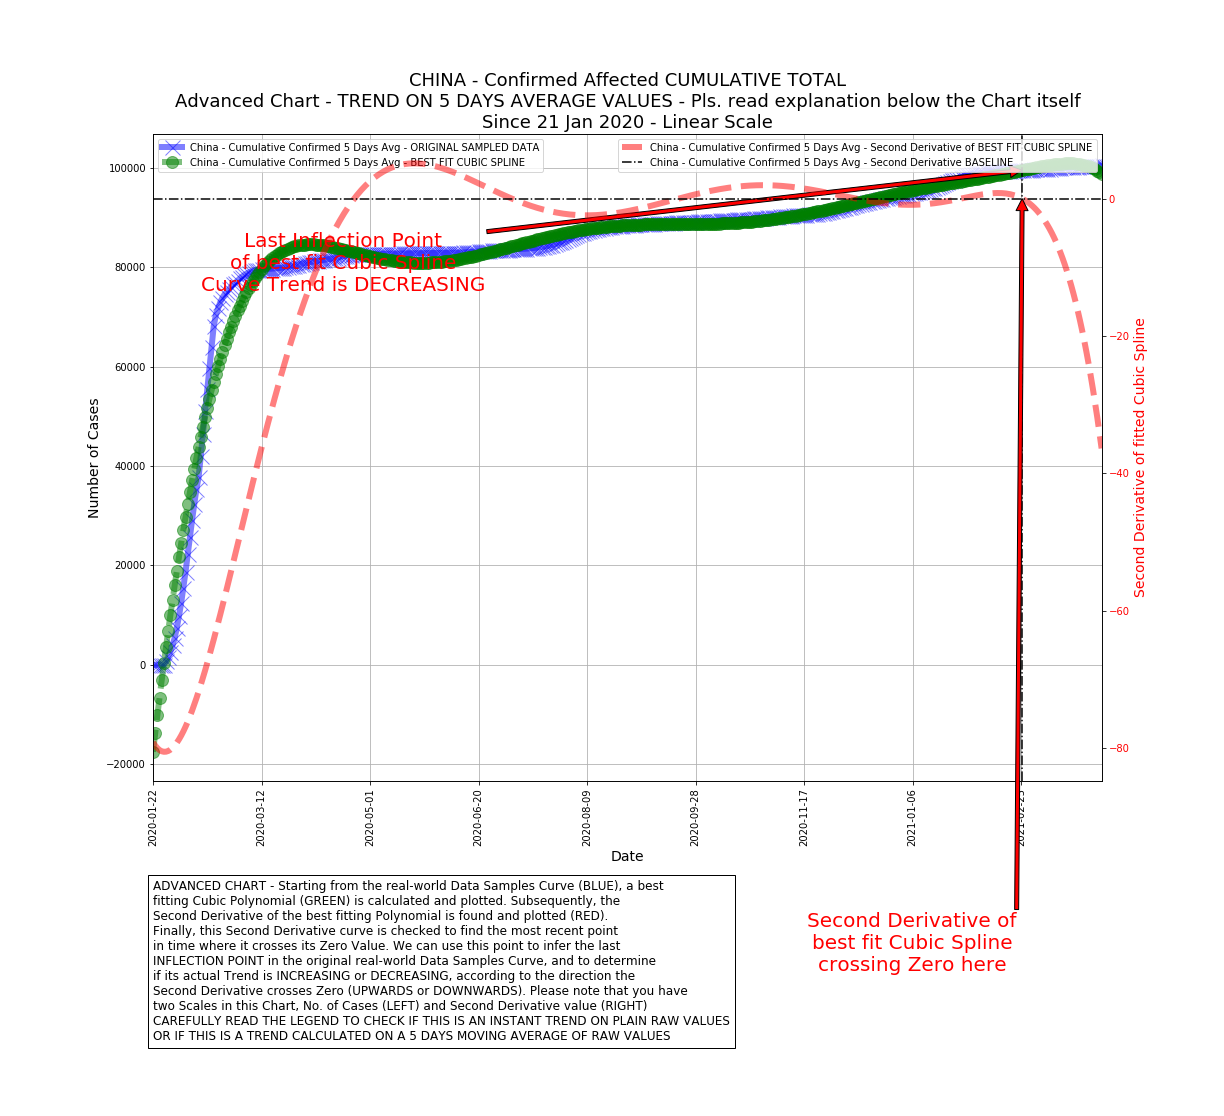 CHINA - Confirmed Affected CUMULATIVE TOTAL
Advanced Chart - TREND ON 5 DAYS AVERAGE VALUES - Pls. read explanation below the Chart itself
Since 21 Jan 2020 - Linear Scale
China - Cumulative Confirmed 5 Days Avg - ORIGINAL SAMPLED DATA
China - Cumulative Confirmed 5 Days Avg - BEST FIT CUBIC SPLINE
China - Cumulative Confirmed 5 Days Avg - Second Derivative of BEST FIT CUBIC SPLINE
China - Cumulative Confirmed 5 Days Avg - Second Derivative BASELINE
Last Inflection Point
of best fit Cubic Spline
Curve Trend is DECREASING
Number of Cases
100000
80000
60000
40000
20000
0
−20000
0
−20
−40
−60
−80
Second Derivative of fitted Cubic Spline
2020-01-22
2020-03-12
2020-05-01
2020-06-20
2020-08-09
2020-09-28
2020-11-17
2021-01-06
2021-02-25
Date
Second Derivative of
best fit Cubic Spline
crossing Zero here
ADVANCED CHART - Starting from the real-world Data Samples Curve (BLUE), a best
fitting Cubic Polynomial (GREEN) is calculated and plotted. Subsequently, the
Second Derivative of the best fitting Polynomial is found and plotted (RED).
Finally, this Second Derivative curve is checked to find the most recent point
in time where it crosses its Zero Value. We can use this point to infer the last
INFLECTION POINT in the original real-world Data Samples Curve, and to determine
if its actual Trend is INCREASING or DECREASING, according to the direction the
Second Derivative crosses Zero (UPWARDS or DOWNWARDS). Please note that you have
two Scales in this Chart, No. of Cases (LEFT) and Second Derivative value (RIGHT)
CAREFULLY READ THE LEGEND TO CHECK IF THIS IS AN INSTANT TREND ON PLAIN RAW VALUES
OR IF THIS IS A TREND CALCULATED ON A 5 DAYS MOVING AVERAGE OF RAW VALUES